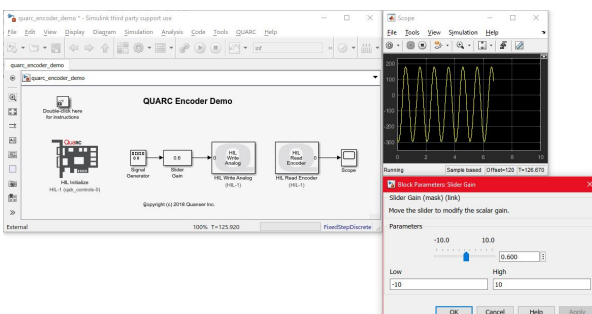 quarc_encoder_demo * - Simulink third party support use
File Edit View Display Diagram Simulation Analysis Code Tools QUARC Help
inf
quarc_encoder_demo
quarc_encoder_demo
Double-click here
for instructions
QUARC Encoder Demo
Quarc
HIL Initialize
HIL-1 (qpidc_controls-0)
Signal
Generator
0.6
Slider
Gain
0
HIL
Write
Analog
HIL Write Analog
(HIL-1)
HIL
Read
Encoder
0
HIL Read Encoder
(HIL-1)
Scope
Copyright (c) 2018 Quanser Inc.
External
100%
T=125.920
FixedStepDiscrete
Scope
File Tools View Simulation Help
200
100
0
-100
-200
-300
0 2 4 6 8 10
Running
Sample based
Offset=120
T=126.670
Block Parameters: Slider Gain
Slider Gain (mask) (link)
Move the slider to modify the scalar gain.
Parameters
-10.0 10.0
0.600
Low High
-10 10
OK Cancel Help Apply